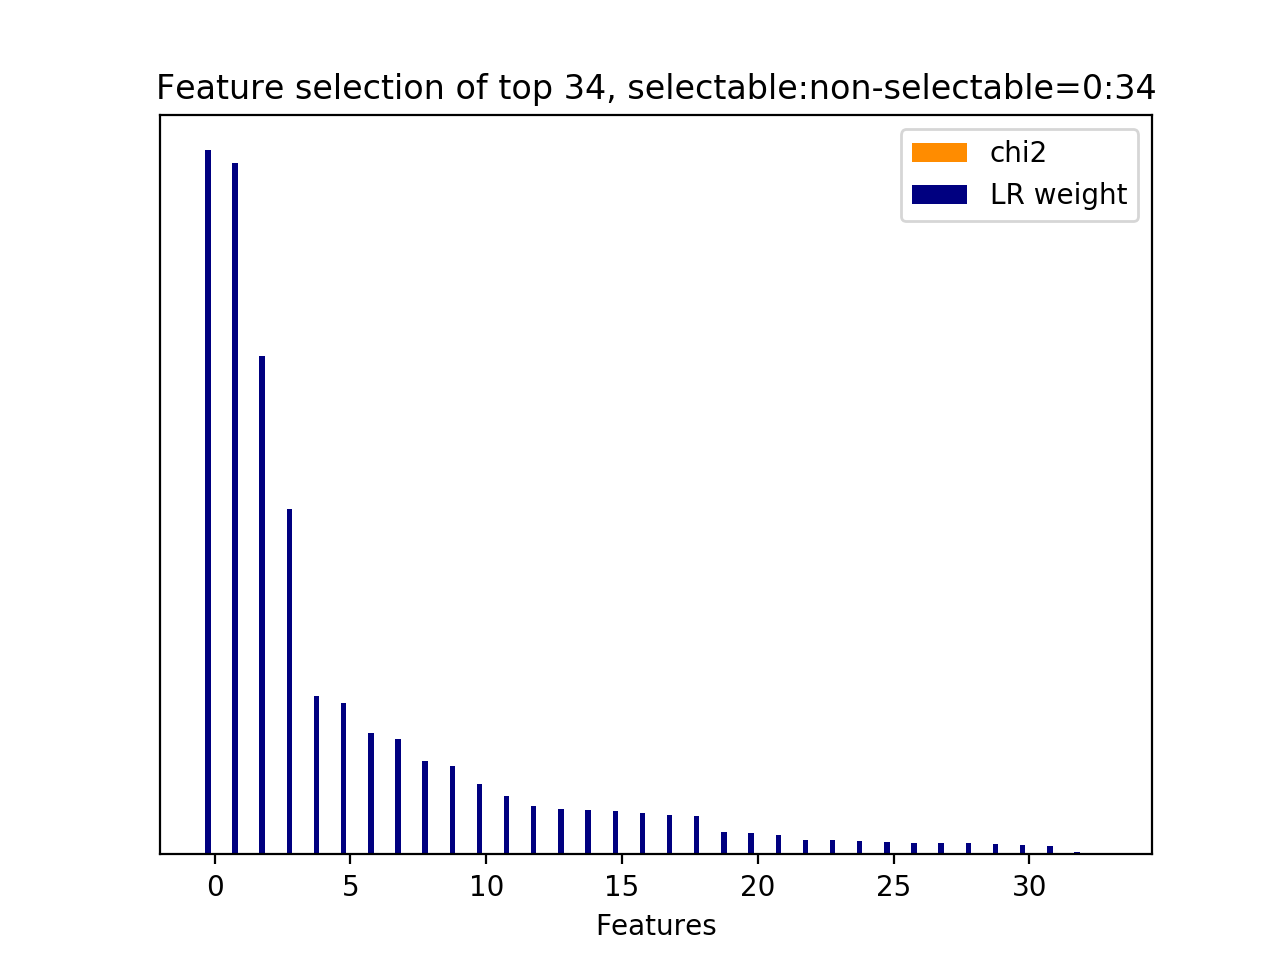 Feature selection of top 34, selectable:non-selectable=0:34
chi2
LR weight
0 5 10 15 20 25 30
Features